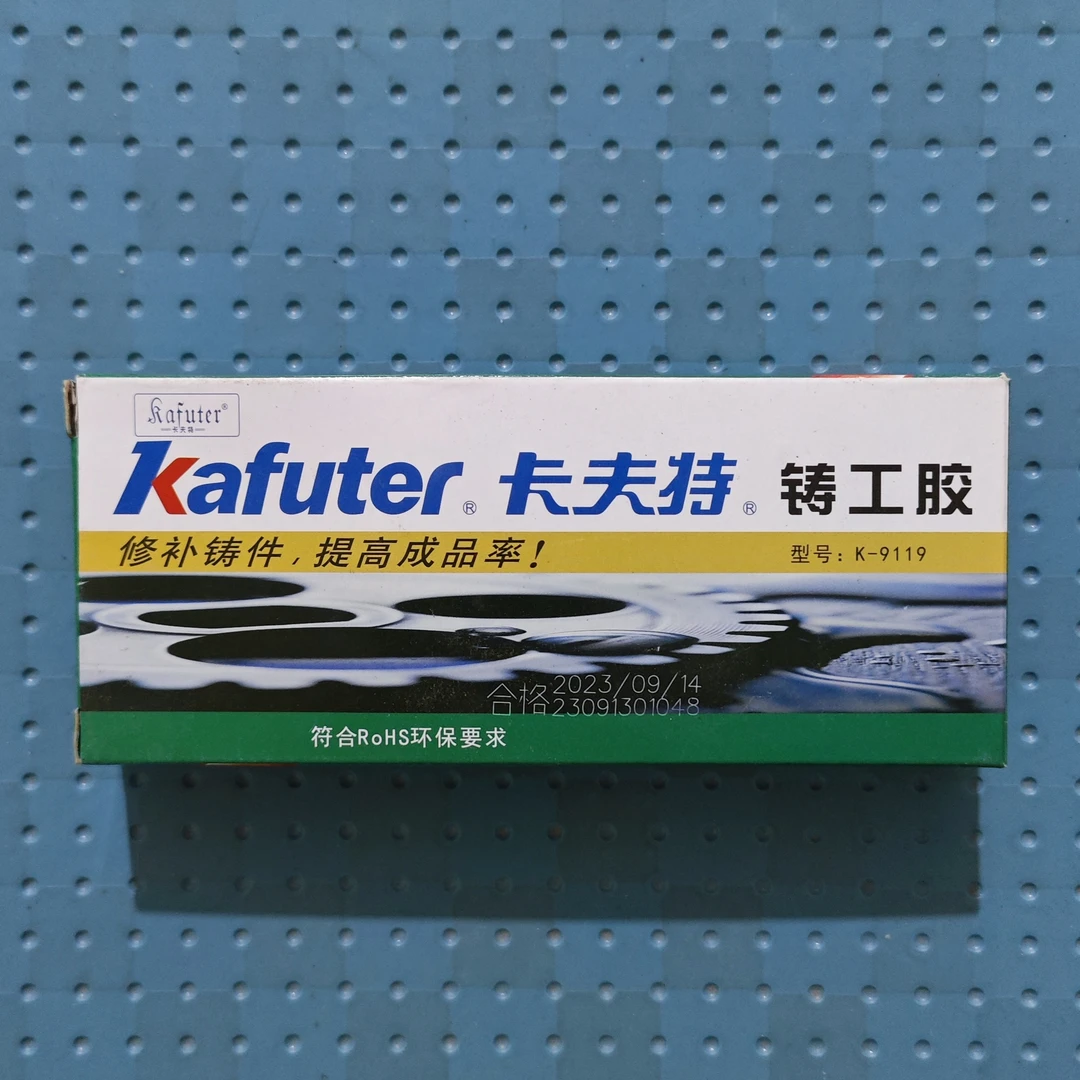 Kafuter®
卡夫特
Kafuter® 卡夫特® 铸工胶
修补铸件，提高成品率！ 型号：K-9119
合格 2023/09/14
23091301048
符合RoHS环保要求